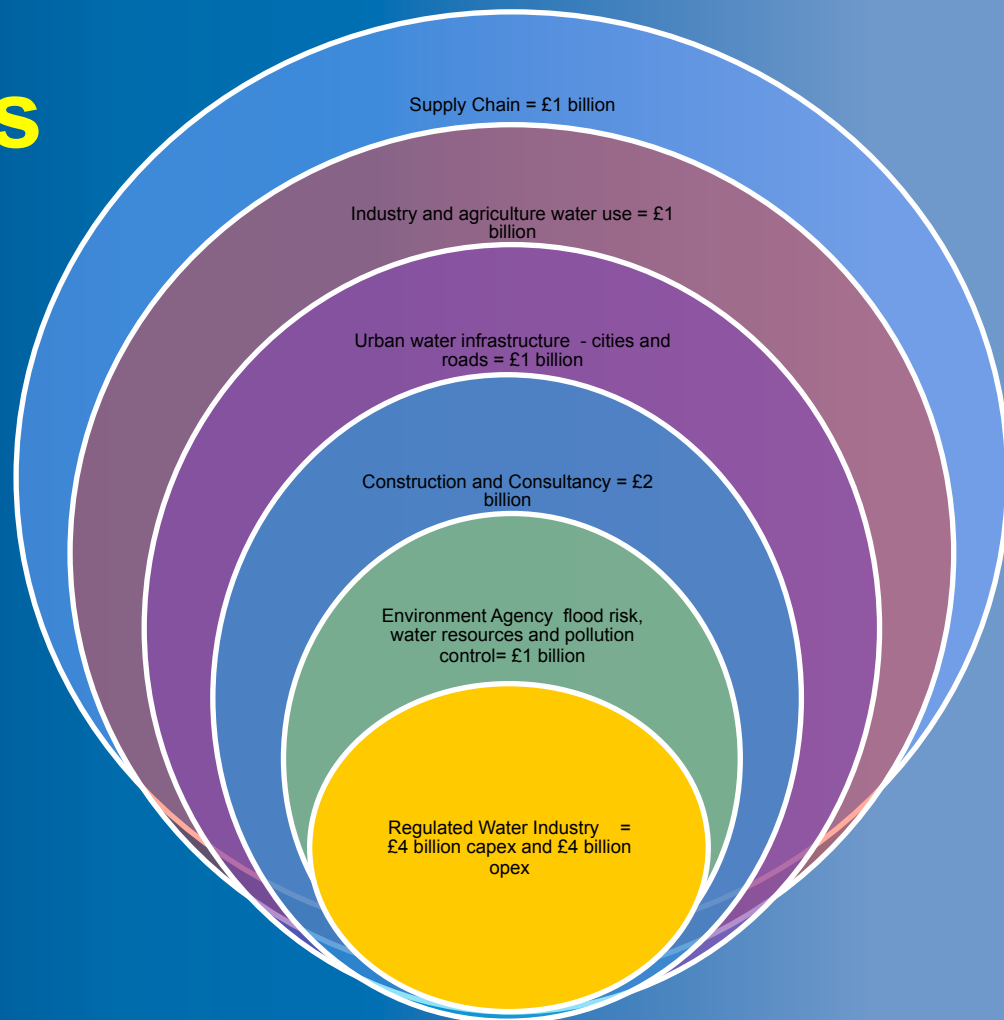 s
Supply Chain = £1 billion
Industry and agriculture water use = £1
billion
Urban water infrastructure  - cities and
roads = £1 billion
Construction and Consultancy = £2
billion
Environment Agency  flood risk,
water resources and pollution
control= £1 billion
Regulated Water Industry    =
£4 billion capex and £4 billion
opex